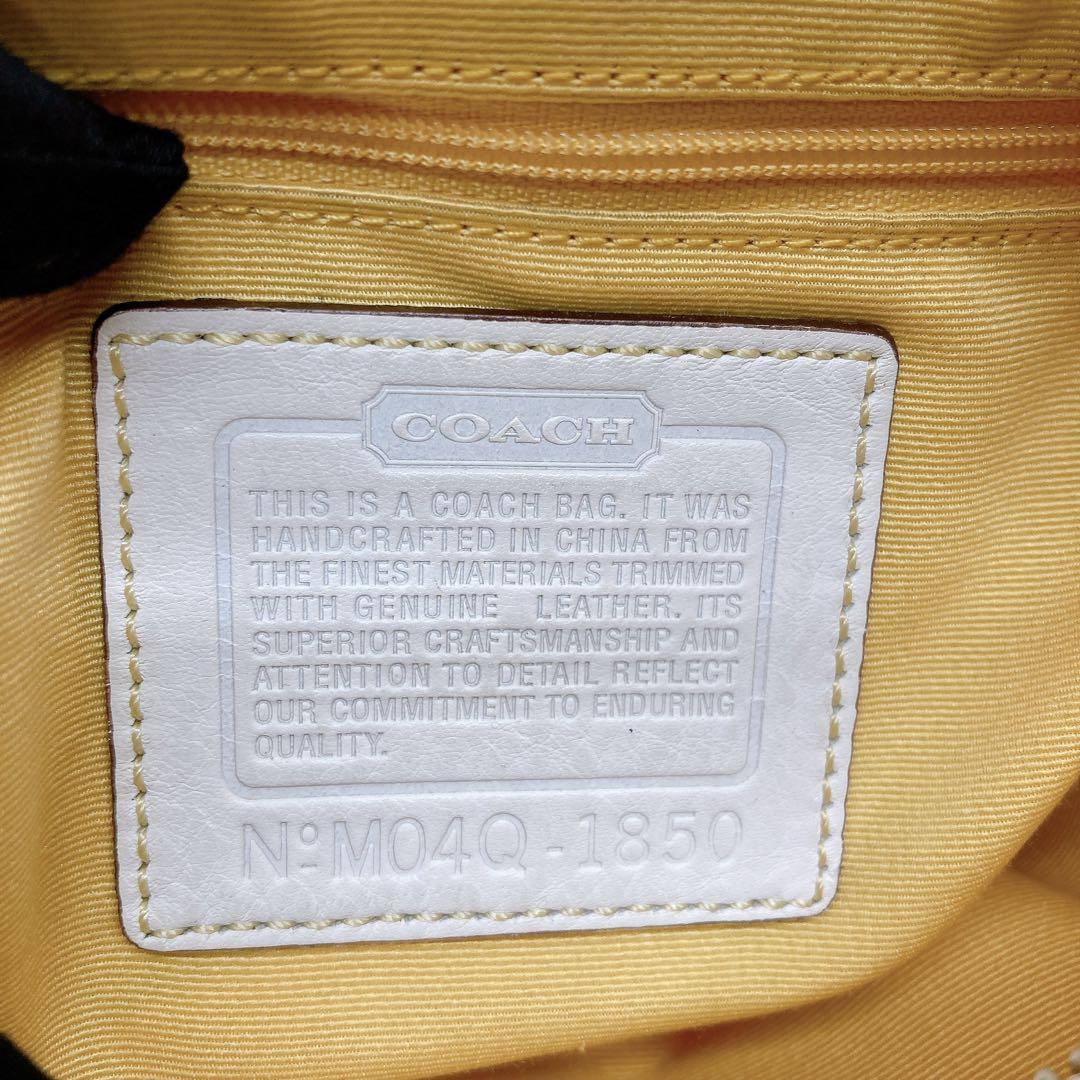 COACH
THIS IS A COACH BAG. IT WAS
HANDCRAFTED IN CHINA FROM
THE FINEST MATERIALS TRIMMED
WITH GENUINE LEATHER. ITS
SUPERIOR CRAFTSMANSHIP AND
ATTENTION TO DETAIL REFLECT
OUR COMMITMENT TO ENDURING
QUALITY.
Nº M04Q-1850